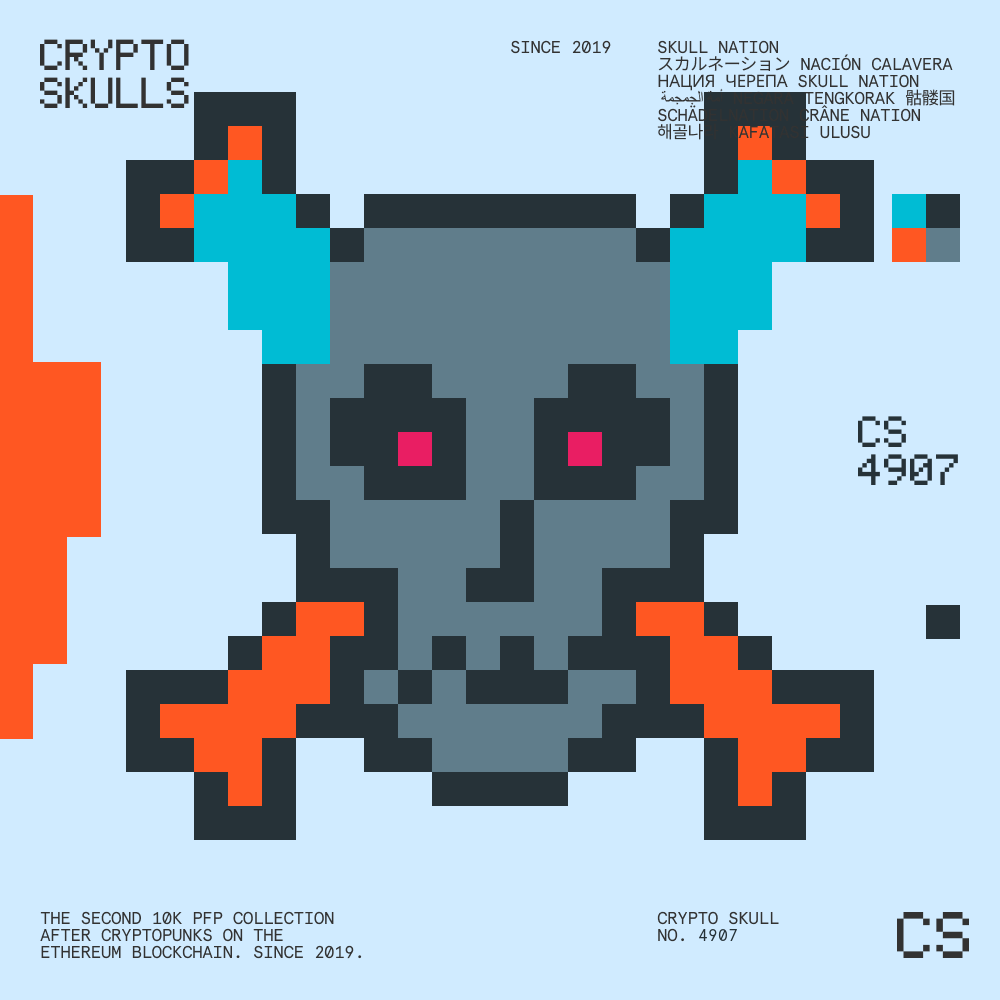 CRYPTO
SKULLS
SINCE 2019
SKULL NATION
スカルネーション NACIÓN CALAVERA
НАЦИЯ ЧЕРЕПА SKULL NATION
الجمجمة TENGKORAK 骷髅国
CRÂNE NATION
해골나 ULUSU
CS
4907
THE SECOND 10K PFP COLLECTION
AFTER CRYPTOPUNKS ON THE
ETHEREUM BLOCKCHAIN. SINCE 2019.
CRYPTO SKULL
NO. 4907
CS